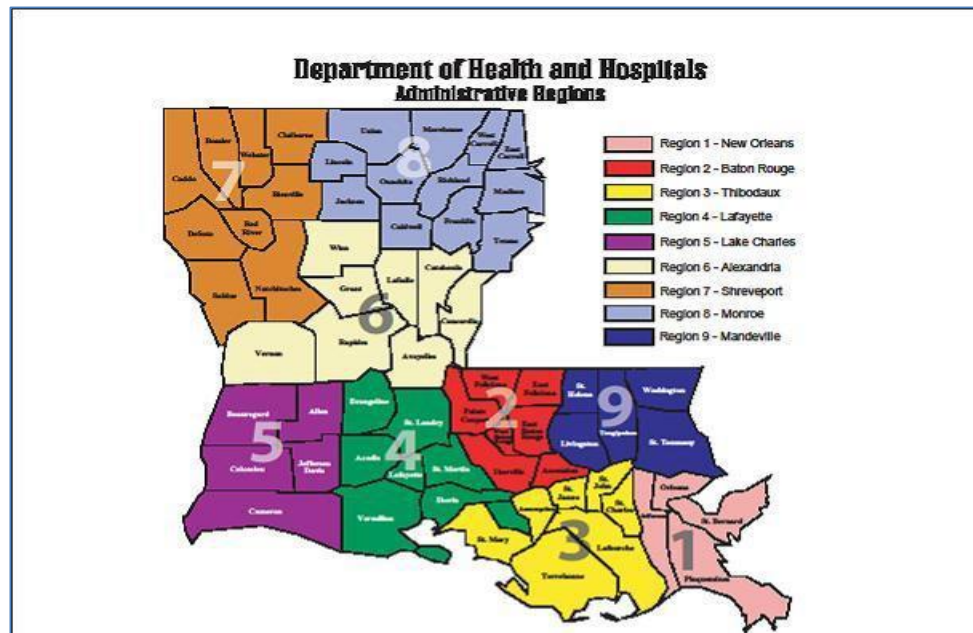 Department of Health and Hospitals
Administrative Regions
Region 1 - New Orleans
Region 2 - Baton Rouge
Region 3 - Thibodaux
Region 4 - Lafayette
Region 5 - Lake Charles
Region 6 - Alexandria
Region 7 - Shreveport
Region 8 - Monroe
Region 9 - Mandeville
7
Caddo
Bossier
Webster
Claiborne
Bienville
DeSoto
Red
River
Sabine
Natchitoches
8
Union
Morehouse
West
Carroll
East
Carroll
Lincoln
Ouachita
Richland
Madison
Jackson
Caldwell
Franklin
Tensas
6
Winn
Grant
LaSalle
Catahoula
Concordia
Vernon
Rapides
Avoyelles
5
Beauregard
Allen
Calcasieu
Jefferson
Davis
Cameron
4
Evangeline
St. Landry
Acadia
Lafayette
St. Martin
Iberia
Vermilion
2
West
Feliciana
East
Feliciana
Pointe
Coupee
East
Baton
Rouge
Iberville
Ascension
9
St.
Helena
Washington
Livingston
Tangipahoa
St. Tammany
3
St.
James
St.
John
St.
Charles
Assumption
St. Mary
Lafourche
Terrebonne
1
Orleans
Jefferson
St. Bernard
Plaquemines